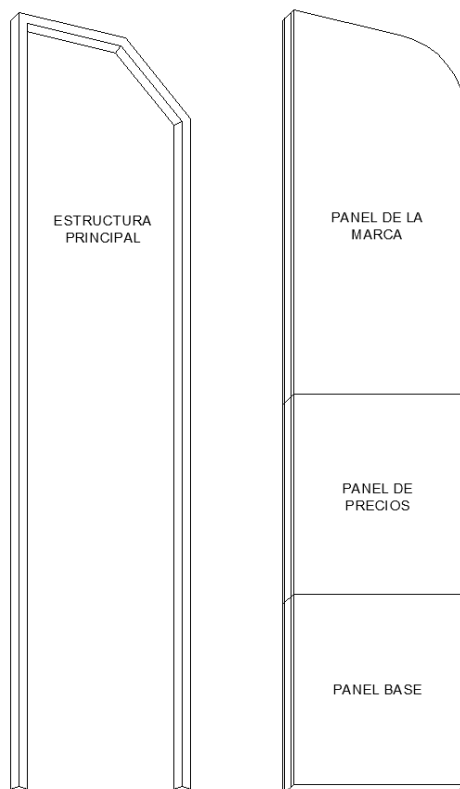 ESTRUCTURA
PRINCIPAL
PANEL DE LA
MARCA
PANEL DE
PRECIOS
PANEL BASE